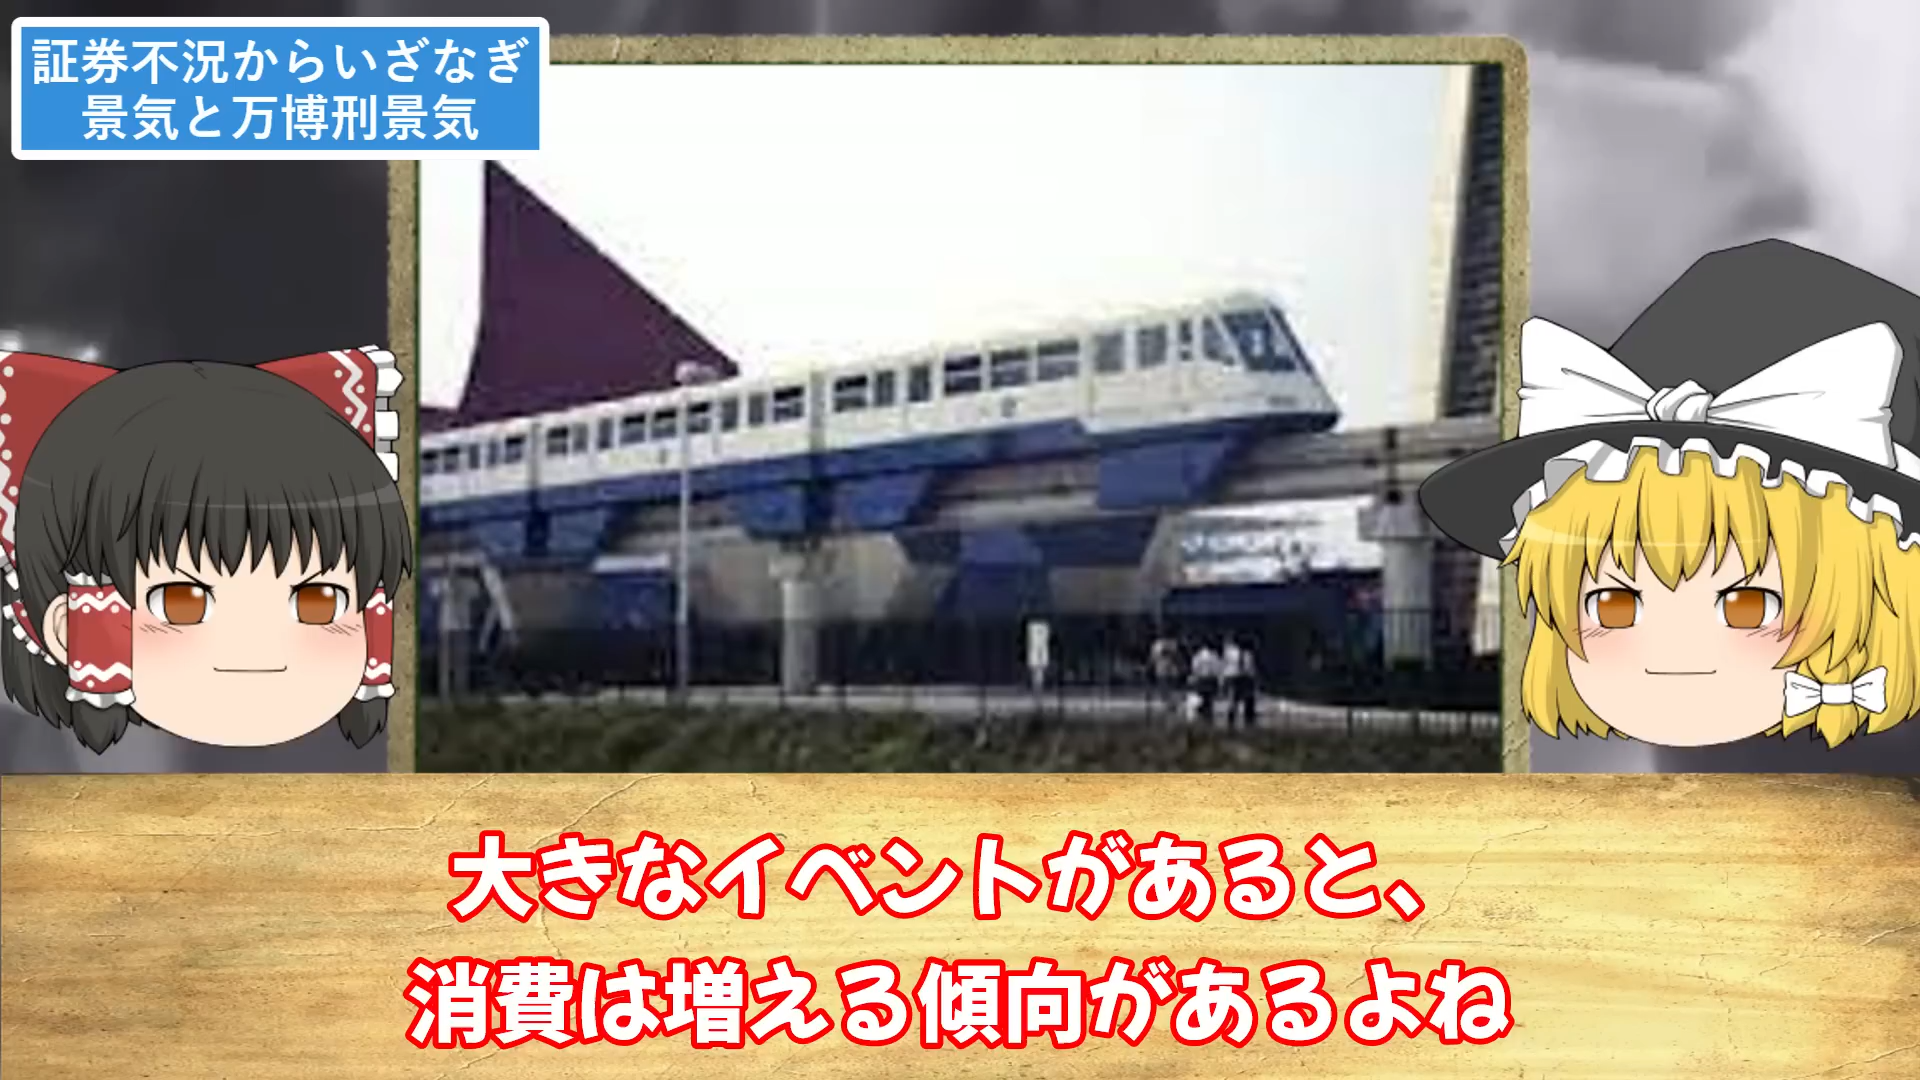 証券不況からいざなぎ
景気と万博刑景気
大きなイベントがあると、
消費は増える傾向があるよね